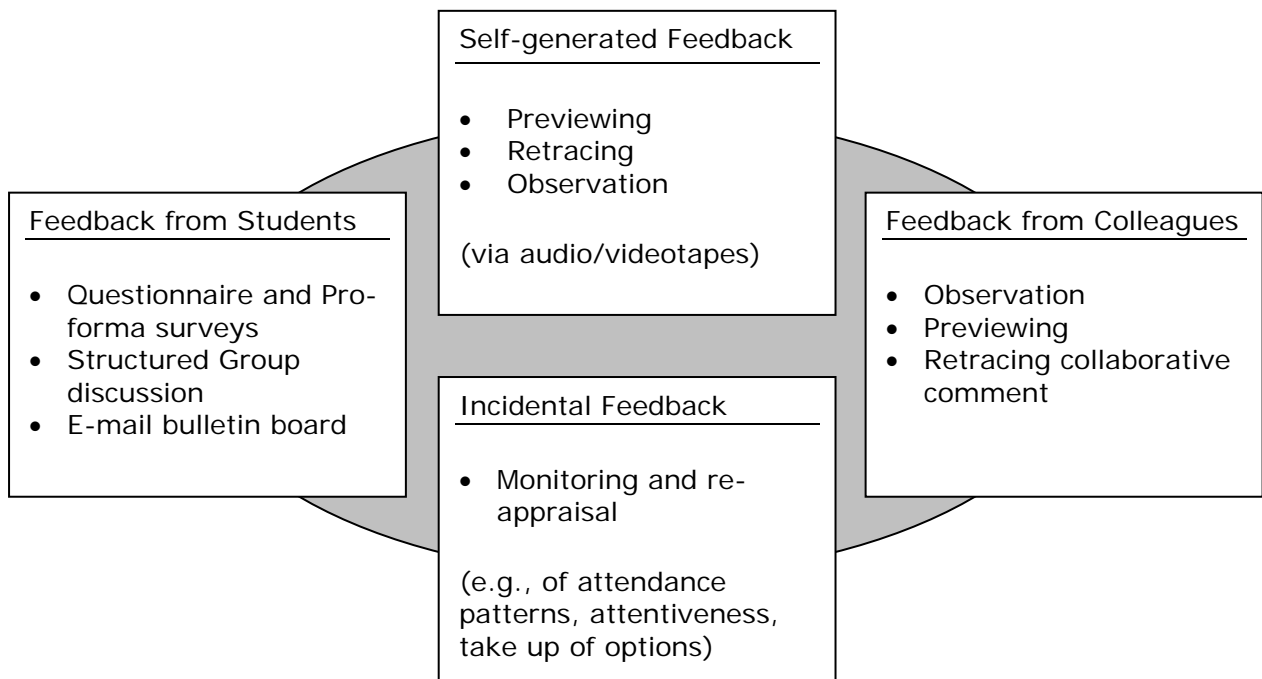 Self-generated Feedback
• Previewing
• Retracing
• Observation
(via audio/videotapes)
Feedback from Students
• Questionnaire and Pro-
forma surveys
• Structured Group
discussion
• E-mail bulletin board
Feedback from Colleagues
• Observation
• Previewing
• Retracing collaborative
comment
Incidental Feedback
• Monitoring and re-
appraisal
(e.g., of attendance
patterns, attentiveness,
take up of options)